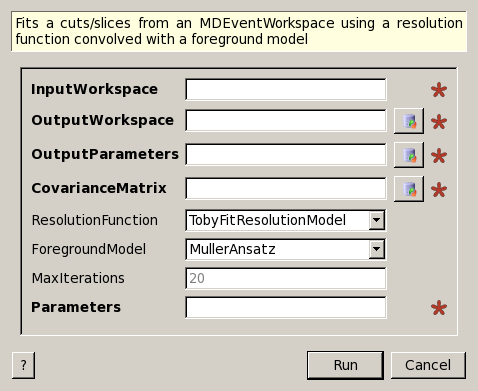 Fits a cuts/slices from an MDEventWorkspace using a resolution
function convolved with a foreground model
InputWorkspace
OutputWorkspace
OutputParameters
CovarianceMatrix
ResolutionFunction TobyFitResolutionModel
ForegroundModel MullerAnsatz
MaxIterations 20
Parameters
? Run Cancel